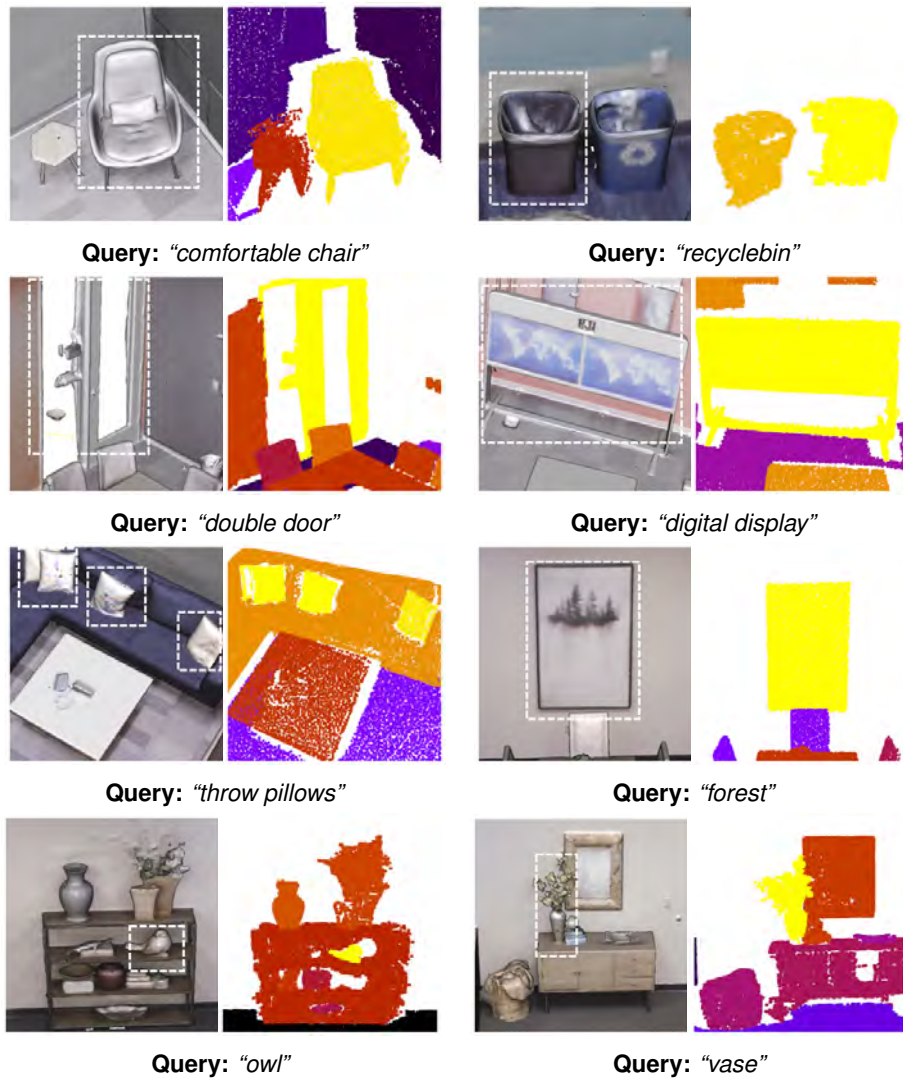 Query: “comfortable chair”
Query: “recyclebin”
Query: “double door”
Query: “digital display”
Query: “throw pillows”
Query: “forest”
Query: “owl”
Query: “vase”